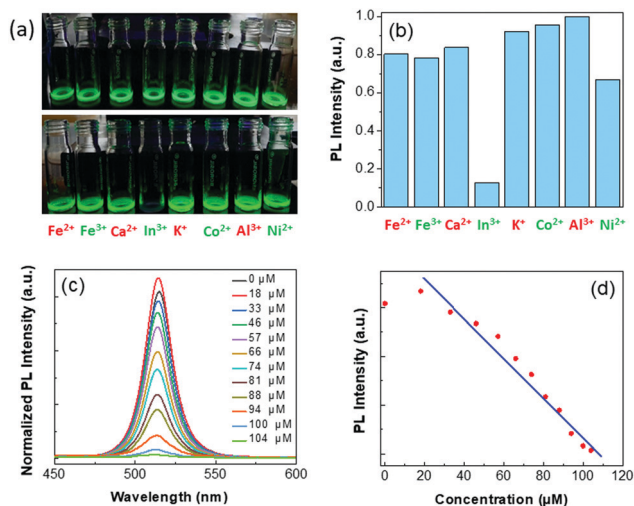 (a)
Fe²⁺ Fe³⁺ Ca²⁺ In³⁺ K⁺ Co²⁺ Al³⁺ Ni²⁺
(b)
PL Intensity (a.u.)
1.0
0.8
0.6
0.4
0.2
0.0
Fe²⁺ Fe³⁺ Ca²⁺ In³⁺ K⁺ Co²⁺ Al³⁺ Ni²⁺
(c)
Normalized PL Intensity (a.u.)
0 µM
18 µM
33 µM
46 µM
57 µM
66 µM
74 µM
81 µM
88 µM
94 µM
100 µM
104 µM
450 500 550 600
Wavelength (nm)
(d)
PL Intensity (a.u.)
0 20 40 60 80 100 120
Concentration (µM)